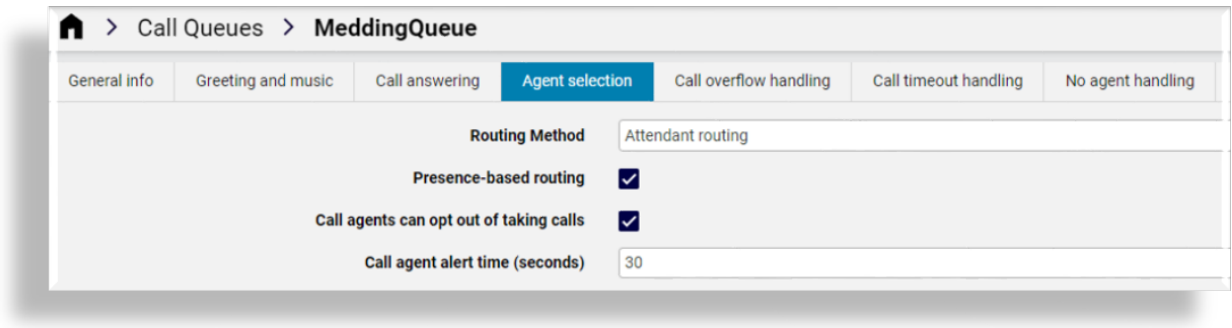 > Call Queues > MeddingQueue
General info Greeting and music Call answering Agent selection Call overflow handling Call timeout handling No agent handling
Routing Method Attendant routing
Presence-based routing
Call agents can opt out of taking calls
Call agent alert time (seconds) 30